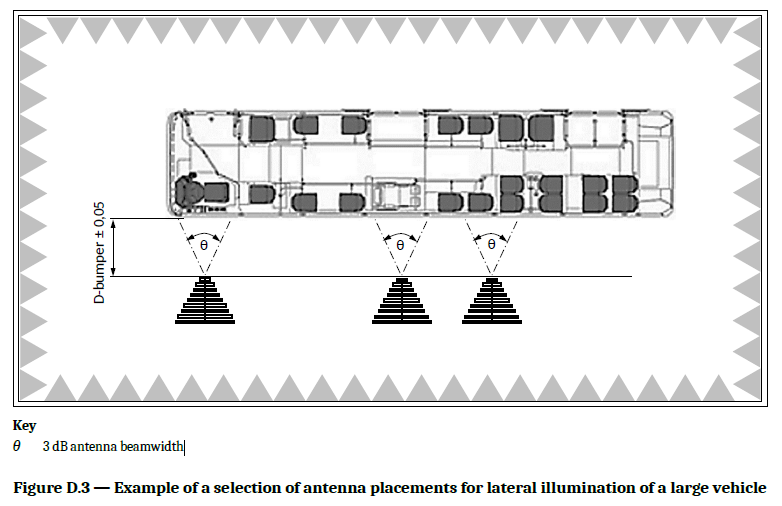 D-bumper ± 0,05
θ θ θ
Key
θ 3 dB antenna beamwidth
Figure D.3 — Example of a selection of antenna placements for lateral illumination of a large vehicle